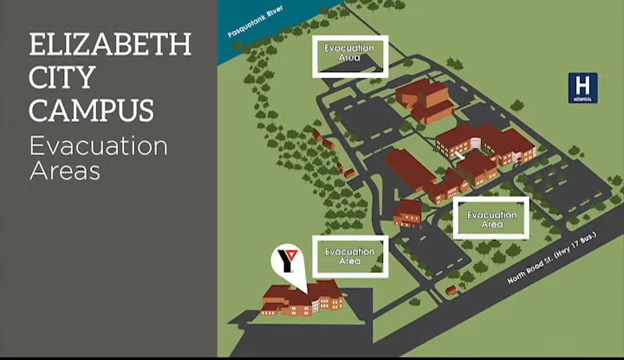 ELIZABETH
CITY
CAMPUS
Evacuation
Areas
Pasquotank River
Evacuation
Area
H
HOSPITAL
Evacuation
Area
Evacuation
Area
Y
North Road St. (Hwy 17 Bus.)